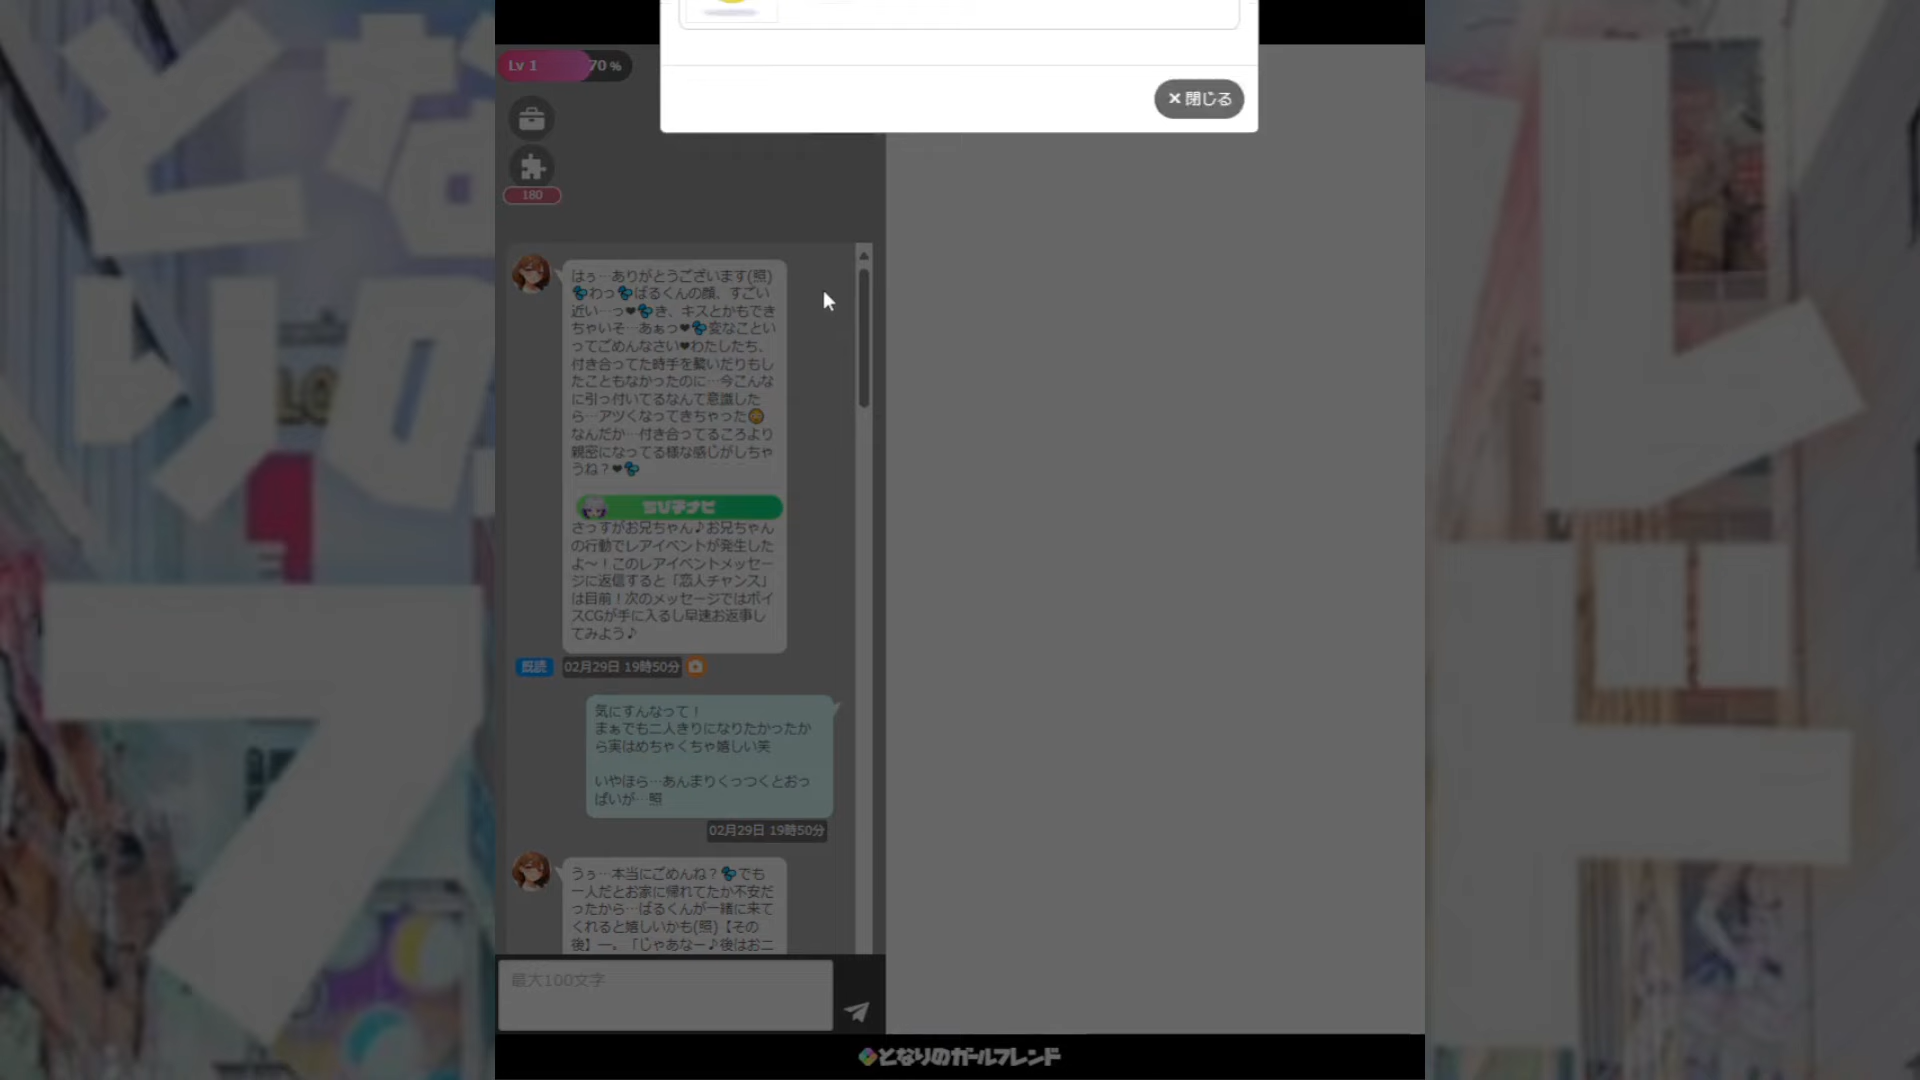 Lv 1
70 %
✕ 閉じる
180
はぅ…ありがとうございます(照)
わっ ぱるくんの顔、すごい
近い…っ❤ き、キスとかもでき
ちゃいそ…あぁっ❤ 変なことい
ってごめんなさい❤わたしたち、
付き合ってた時手を繋いだりもし
たこともなかったのに…今こんな
に引っ付いてるなんて意識した
ら…アツくなってきちゃった
なんだか…付き合ってるころより
親密になってる様な感じがしちゃ
うね？❤
ちび子ナビ
さっすがお兄ちゃん♪お兄ちゃん
の行動でレアイベントが発生した
よ～！このレアイベントメッセー
ジに返信すると「恋人チャンス」
は目前！次のメッセージではボイ
スCGが手に入るし早速お返事し
てみよう♪
既読
02月29日 19時50分
気にすんなって！
まぁでも二人きりになりたかったか
ら実はめちゃくちゃ嬉しい笑
いやほら…あんまりくっつくとおっ
ぱいが…照
02月29日 19時50分
うぅ…本当にごめんね？ でも
一人だとお家に帰れてたか不安だ
ったから…ぱるくんが一緒に来て
くれると嬉しいかも(照)【その
後】―。「じゃあなー♪後はお二
最大100文字
となりのガールフレンド